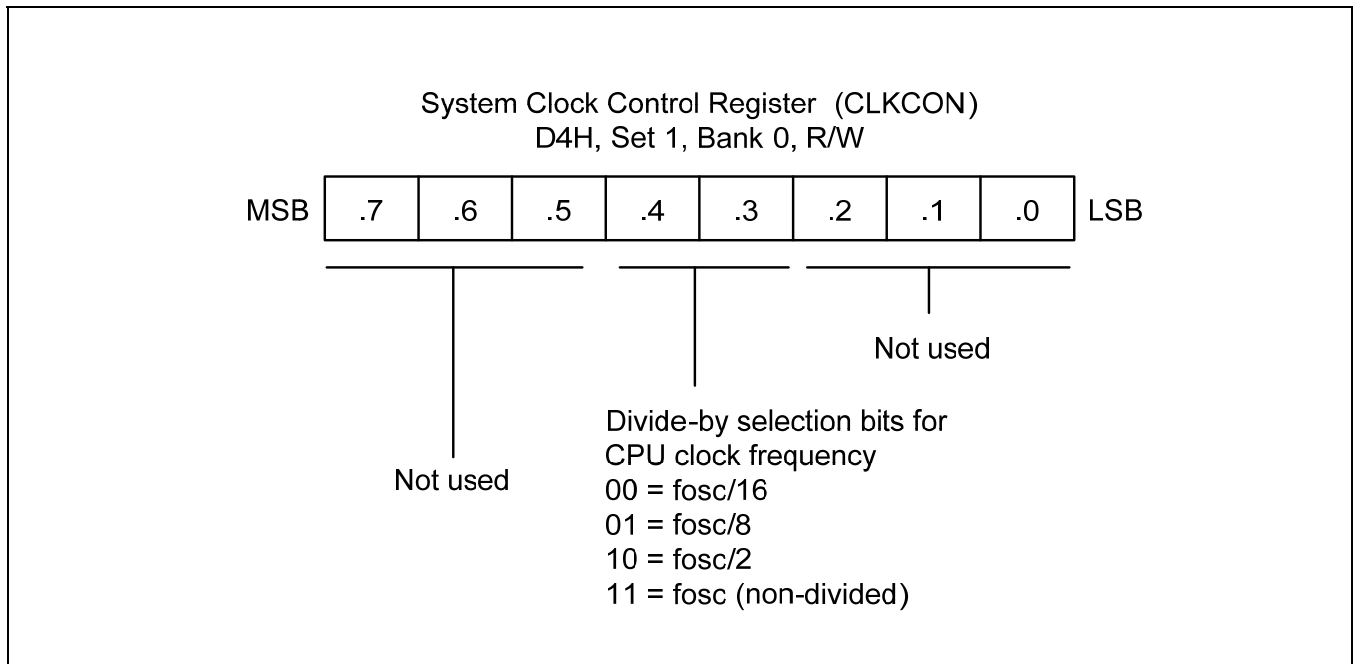 System Clock Control Register (CLKCON)
D4H, Set 1, Bank 0, R/W
MSB .7 .6 .5 .4 .3 .2 .1 .0 LSB
Not used
Divide-by selection bits for
CPU clock frequency
00 = fosc/16
01 = fosc/8
10 = fosc/2
11 = fosc (non-divided)
Not used